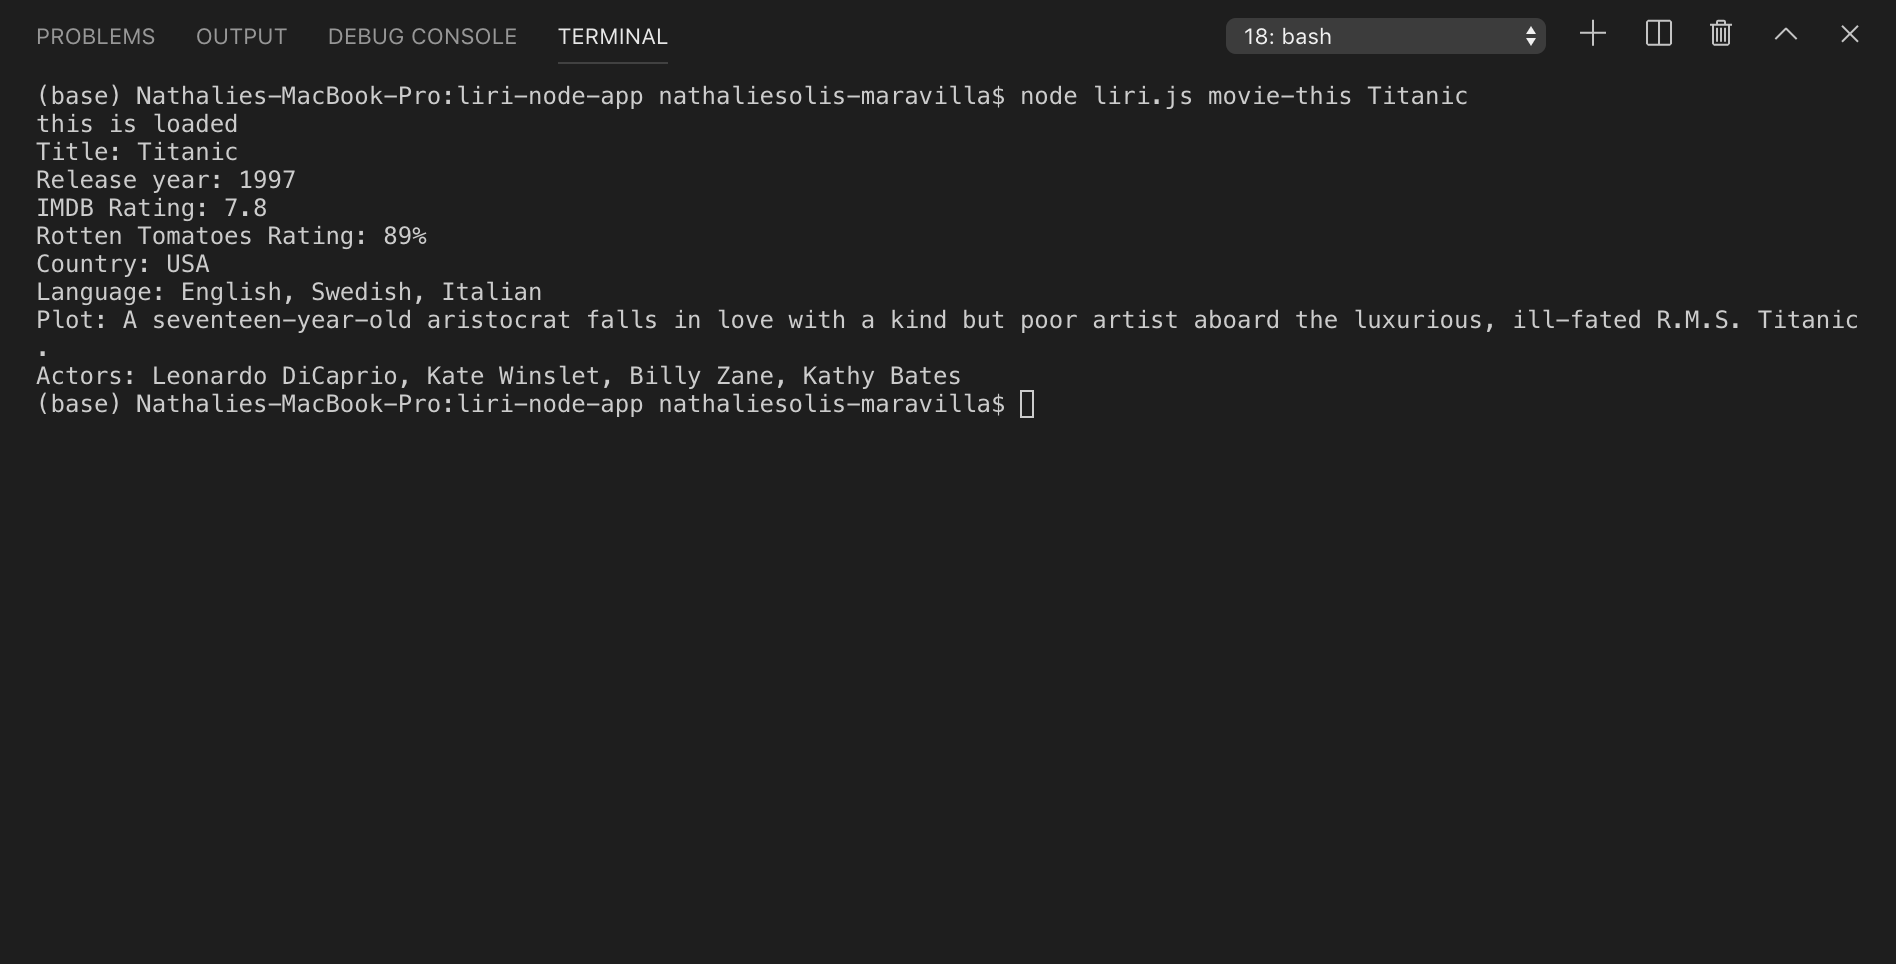 PROBLEMS OUTPUT DEBUG CONSOLE TERMINAL 18: bash
(base) Nathalies-MacBook-Pro:liri-node-app nathaliesolis-maravilla$ node liri.js movie-this Titanic
this is loaded
Title: Titanic
Release year: 1997
IMDB Rating: 7.8
Rotten Tomatoes Rating: 89%
Country: USA
Language: English, Swedish, Italian
Plot: A seventeen-year-old aristocrat falls in love with a kind but poor artist aboard the luxurious, ill-fated R.M.S. Titanic
.
Actors: Leonardo DiCaprio, Kate Winslet, Billy Zane, Kathy Bates
(base) Nathalies-MacBook-Pro:liri-node-app nathaliesolis-maravilla$